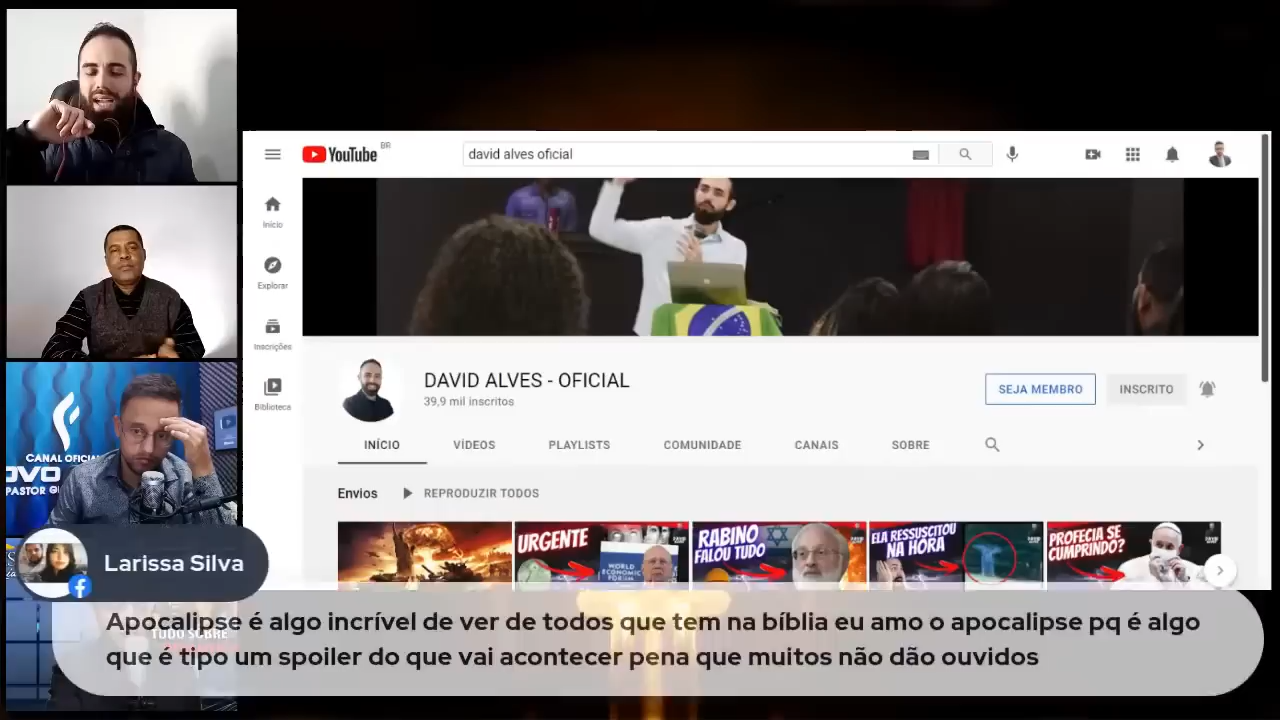 YouTube BR
david alves oficial
Início
Explorar
Inscrições
Biblioteca
DAVID ALVES - OFICIAL
39,9 mil inscritos
SEJA MEMBRO
INSCRITO
INÍCIO VÍDEOS PLAYLISTS COMUNIDADE CANAIS SOBRE
Envios
REPRODUZIR TODOS
URGENTE
WORLD
ECONOMIC
FORUM
RABINO
FALOU TUDO
ELA RESSUSCITOU
NA HORA
PROFECIA SE
CUMPRINDO?
CANAL OFICIAL
PASTOR
Larissa Silva
TUDO SOBRE
Apocalipse é algo incrível de ver de todos que tem na bíblia eu amo o apocalipse pq é algo
que é tipo um spoiler do que vai acontecer pena que muitos não dão ouvidos